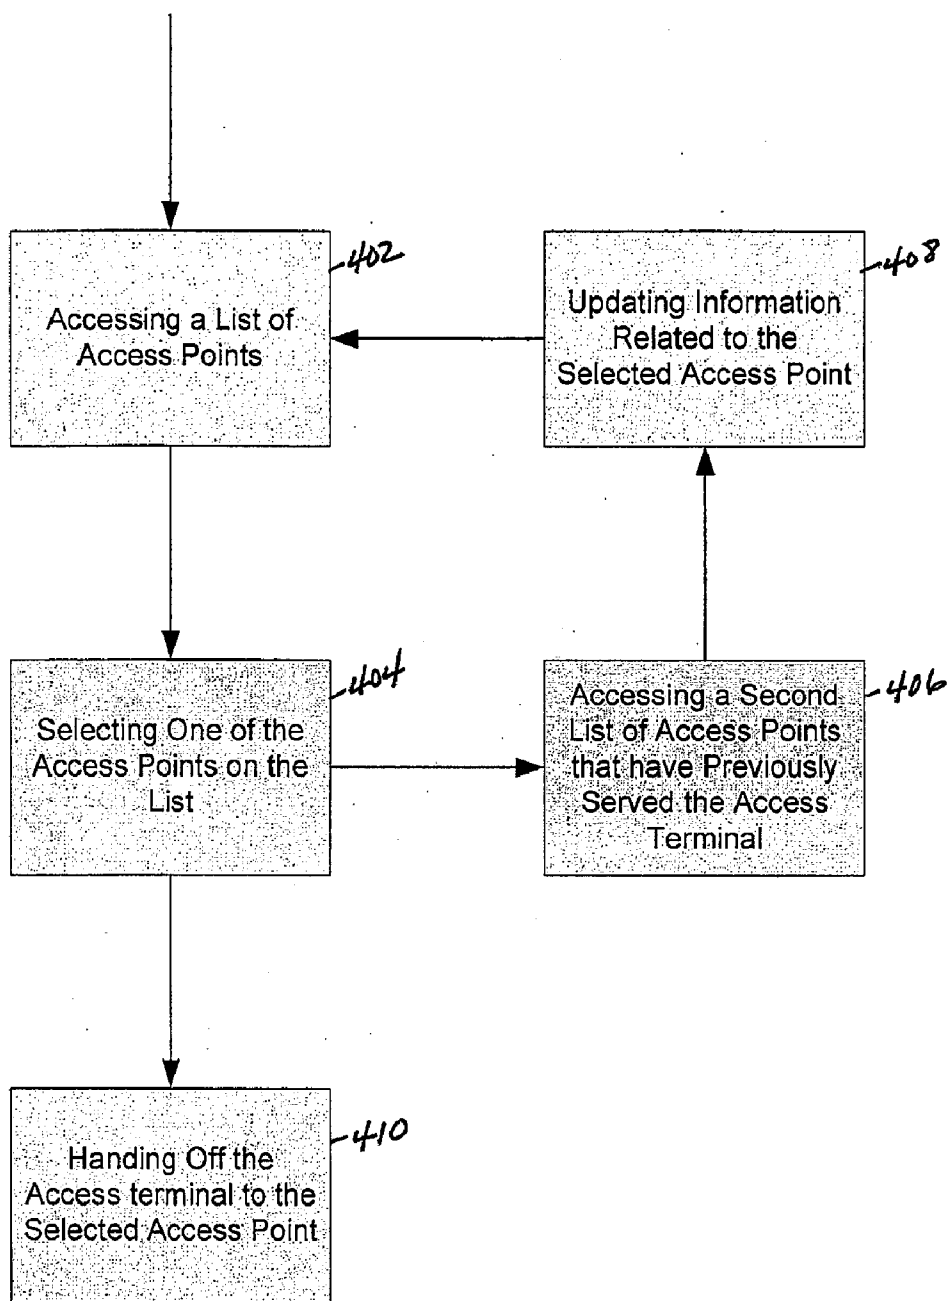 402
Accessing a List of
Access Points
408
Updating Information
Related to the
Selected Access Point
404
Selecting One of the
Access Points on the
List
406
Accessing a Second
List of Access Points
that have Previously
Served the Access
Terminal
410
Handing Off the
Access terminal to the
Selected Access Point